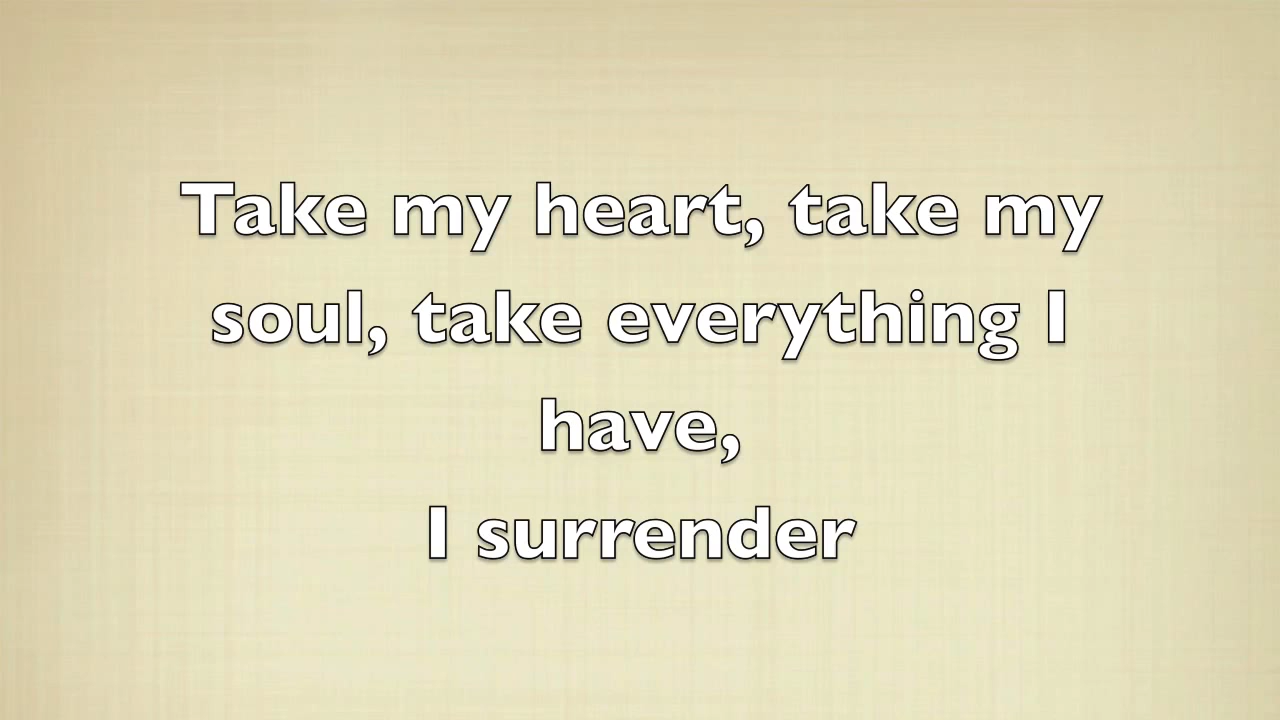 Take my heart, take my
soul, take everything I
have,
I surrender